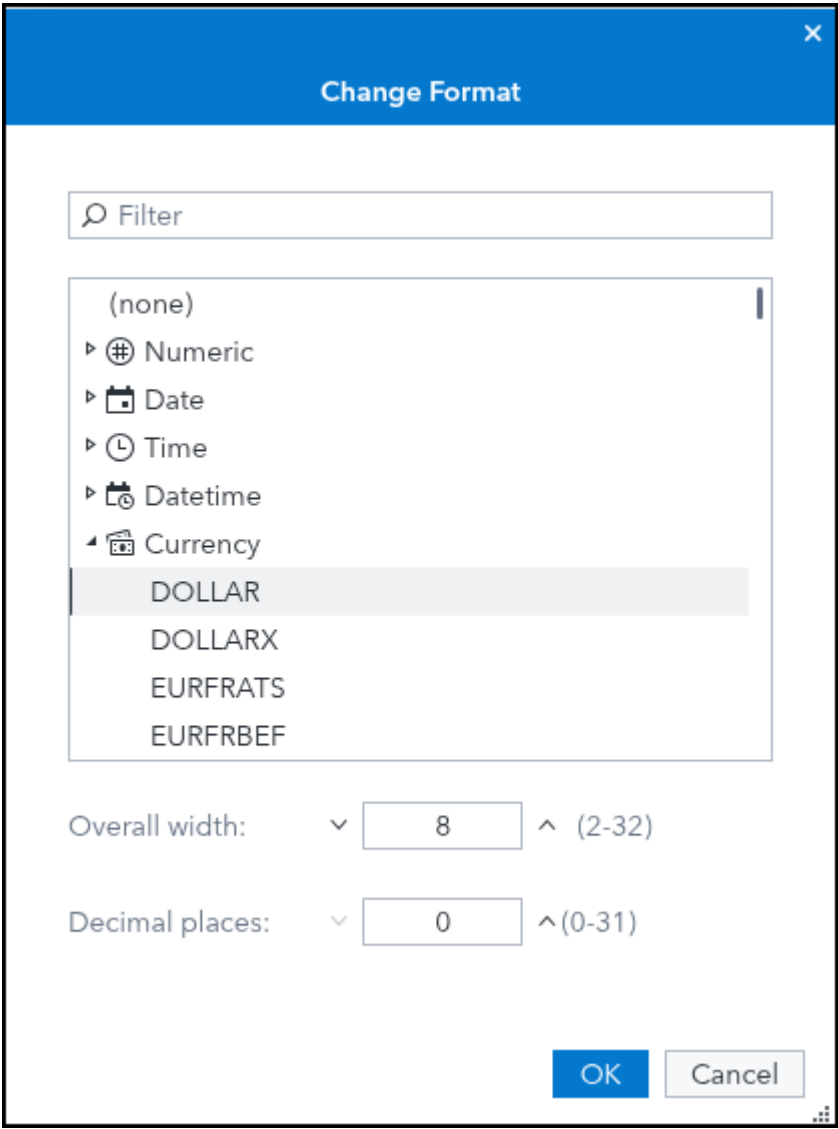 Change Format
Filter
(none)
Numeric
Date
Time
Datetime
Currency
DOLLAR
DOLLARX
EURFRATS
EURFRBEF
Overall width: 8 (2-32)
Decimal places: 0 (0-31)
OK Cancel